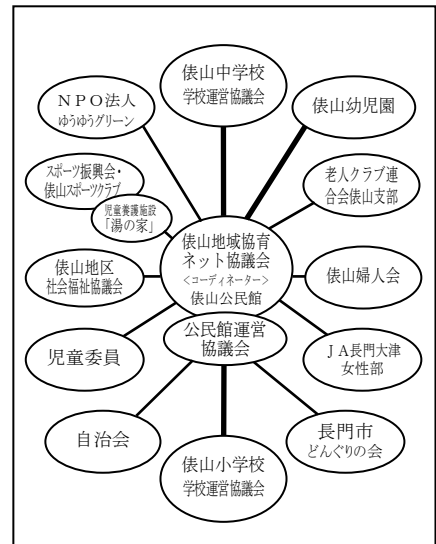 俵山中学校
学校運営協議会
NPO法人
ゆうゆうグリーン
俵山幼児園
スポーツ振興会・
俵山スポーツクラブ
老人クラブ連
合会俵山支部
児童養護施設
「湯の家」
俵山地域協育
ネット協議会
<コーディネーター>
俵山公民館
俵山地区
社会福祉協議会
俵山婦人会
公民館運営
協議会
児童委員
JA長門大津
女性部
自治会
長門市
どんぐりの会
俵山小学校
学校運営協議会